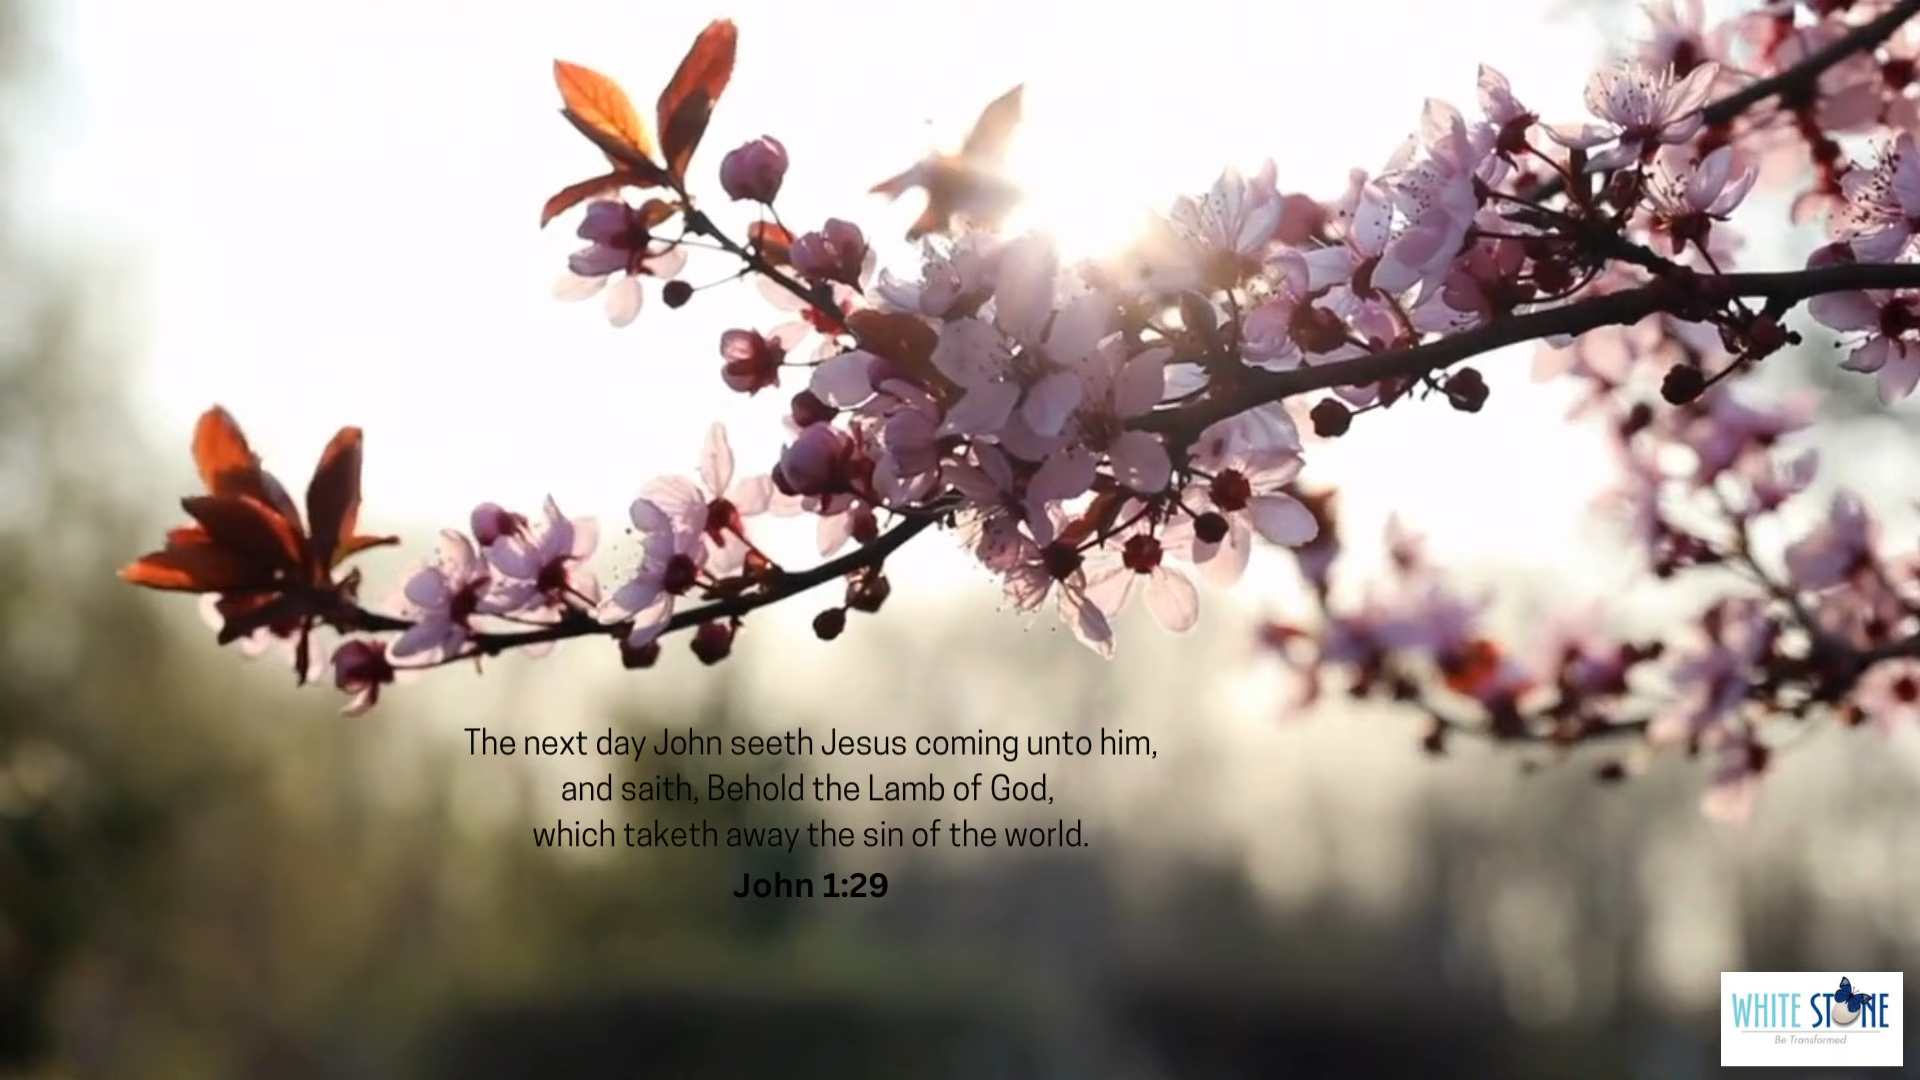 The next day John seeth Jesus coming unto him,
and saith, Behold the Lamb of God,
which taketh away the sin of the world.
John 1:29
WHITE STONE
Be Transformed